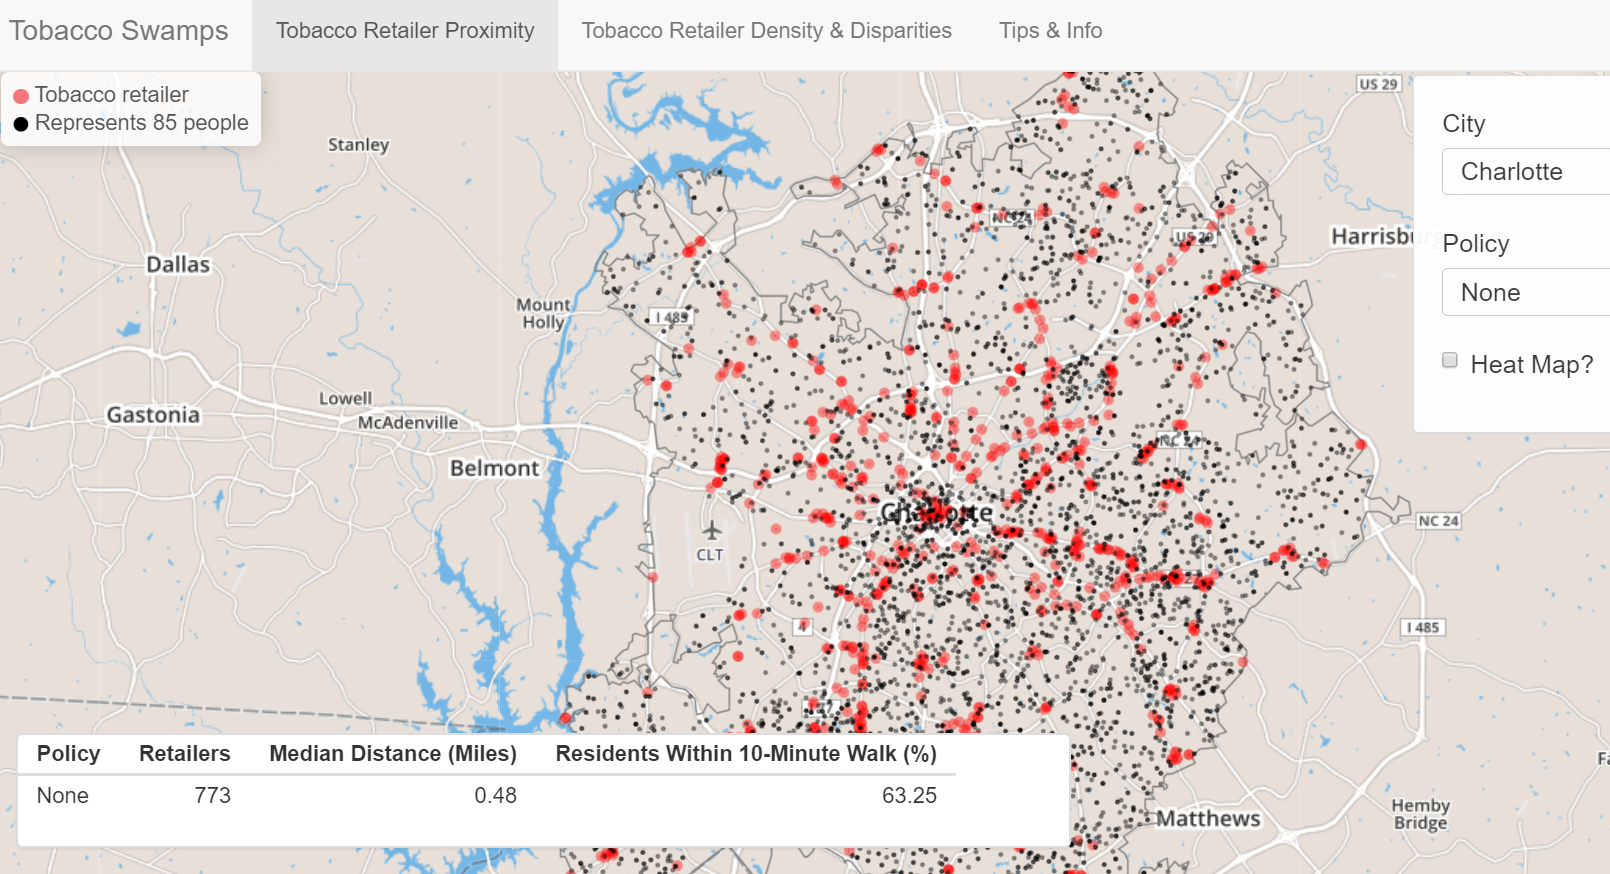 Tobacco Swamps Tobacco Retailer Proximity Tobacco Retailer Density & Disparities Tips & Info
Tobacco retailer
Represents 85 people
US 29
City
Charlotte
Stanley
NC 24
US 29
Harrisburg
Policy
None
Dallas
Mount
Holly
I 485
Heat Map?
Lowell
McAdenville
Gastonia
Belmont
NC 24
Charlotte
NC 24
CLT
4
I 485
Policy Retailers Median Distance (Miles) Residents Within 10-Minute Walk (%)
None 773 0.48 63.25
Matthews
Hemby
Bridge